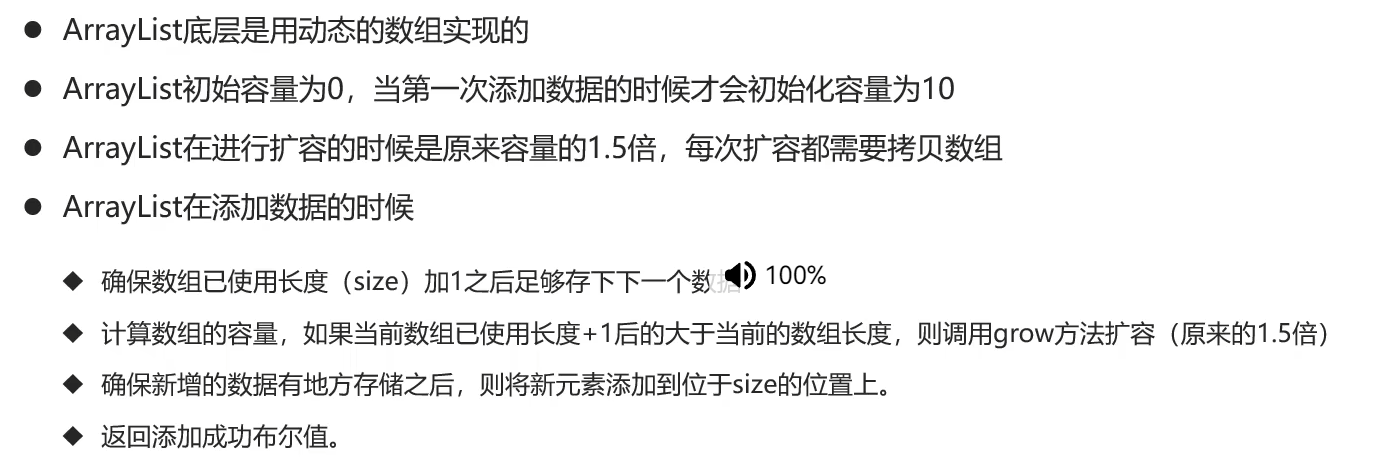 ● ArrayList底层是用动态的数组实现的
● ArrayList初始容量为0，当第一次添加数据的时候才会初始化容量为10
● ArrayList在进行扩容的时候是原来容量的1.5倍，每次扩容都需要拷贝数组
● ArrayList在添加数据的时候
◆ 确保数组已使用长度（size）加1之后足够存下下一个数据 100%
◆ 计算数组的容量，如果当前数组已使用长度+1后的大于当前的数组长度，则调用grow方法扩容（原来的1.5倍）
◆ 确保新增的数据有地方存储之后，则将新元素添加到位于size的位置上。
◆ 返回添加成功布尔值。